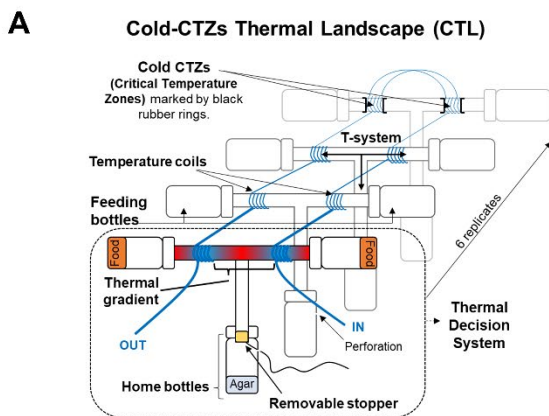 A
Cold-CTZs Thermal Landscape (CTL)
Cold CTZs
(Critical Temperature
Zones) marked by black
rubber rings.
T-system
Temperature coils
Feeding
bottles
6 replicates
Food
Food
Thermal
gradient
OUT
IN
Perforation
Thermal
Decision
System
Home bottles
Agar
Removable stopper